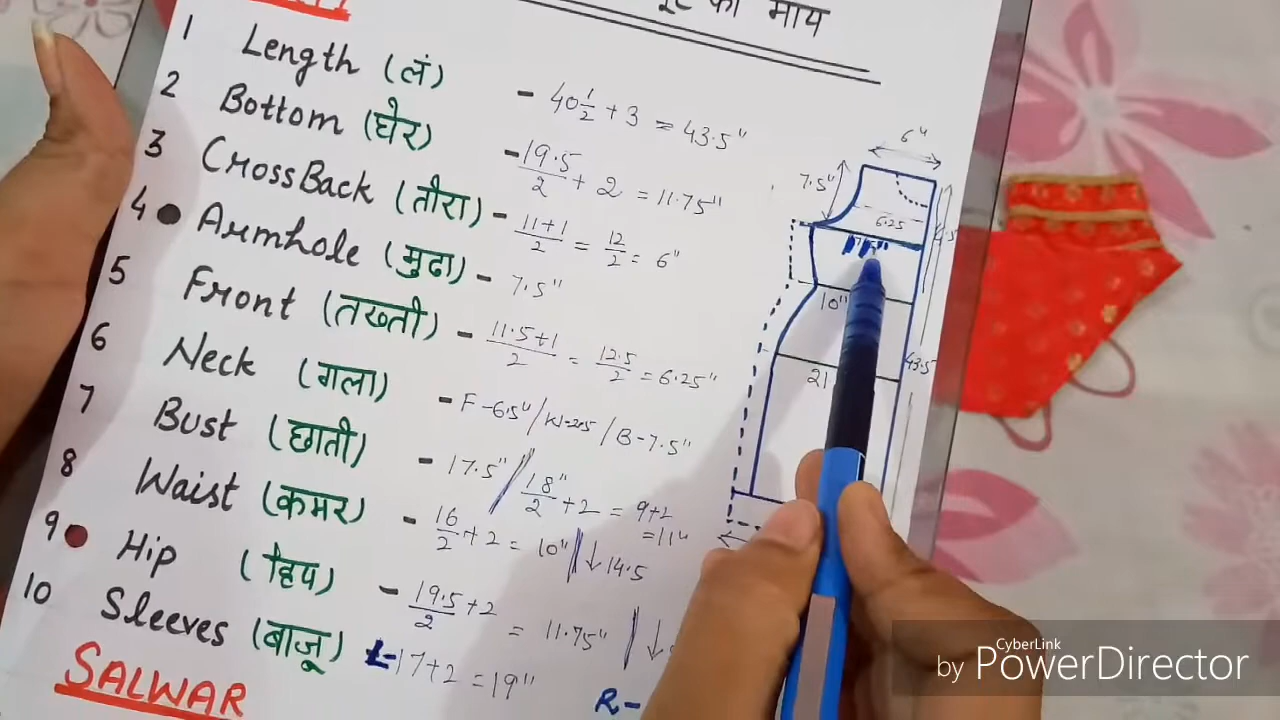 का माप
1 Length (लं) - 40 1/2 + 3 = 43.5"
2 Bottom (घेर) - 19.5/2 + 2 = 11.75"
3 CrossBack (तीरा) - 11+1/2 = 12/2 = 6"
4 Armhole (मुढा) - 7.5"
5 Front (तख्ती) - 11.5+1/2 = 12.5/2 = 6.25"
6 Neck (गला) - F-6.5" / W-2.5 / B-7.5"
7 Bust (छाती) - 17.5" / 18"/2 + 2 = 9+2 = 11"
8 Waist (कमर) - 16/2 + 2 = 10" ↓ 14.5
9 Hip (हिप) - 19.5/2 + 2 = 11.75" ↓
10 Sleeves (बाजू) L-17+2 = 19"
R-
SALWAR
6"
7.5"
6.25
10"
43.5
21
CyberLink
by PowerDirector